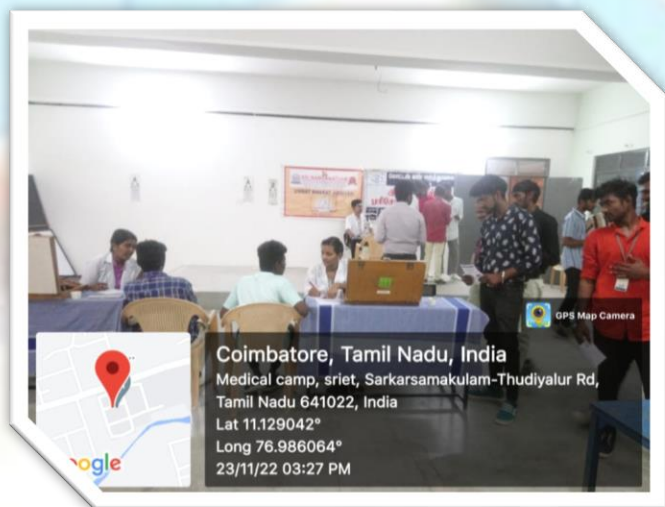 GPS Map Camera
Coimbatore, Tamil Nadu, India
Medical camp, sriet, Sarkarsamakulam-Thudiyalur Rd,
Tamil Nadu 641022, India
Lat 11.129042°
Long 76.986064°
23/11/22 03:27 PM
ogle